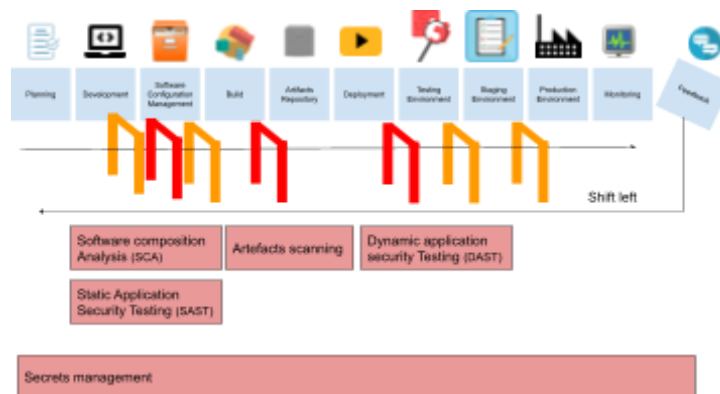 Planning
Development
Software
Configuration
Management
Build
Artifacts
Repository
Deployment
Testing
Environment
Staging
Environment
Production
Environment
Monitoring
Feedback
Shift left
Software composition
Analysis (SCA)
Artefacts scanning
Dynamic application
security Testing (DAST)
Static Application
Security Testing (SAST)
Secrets management